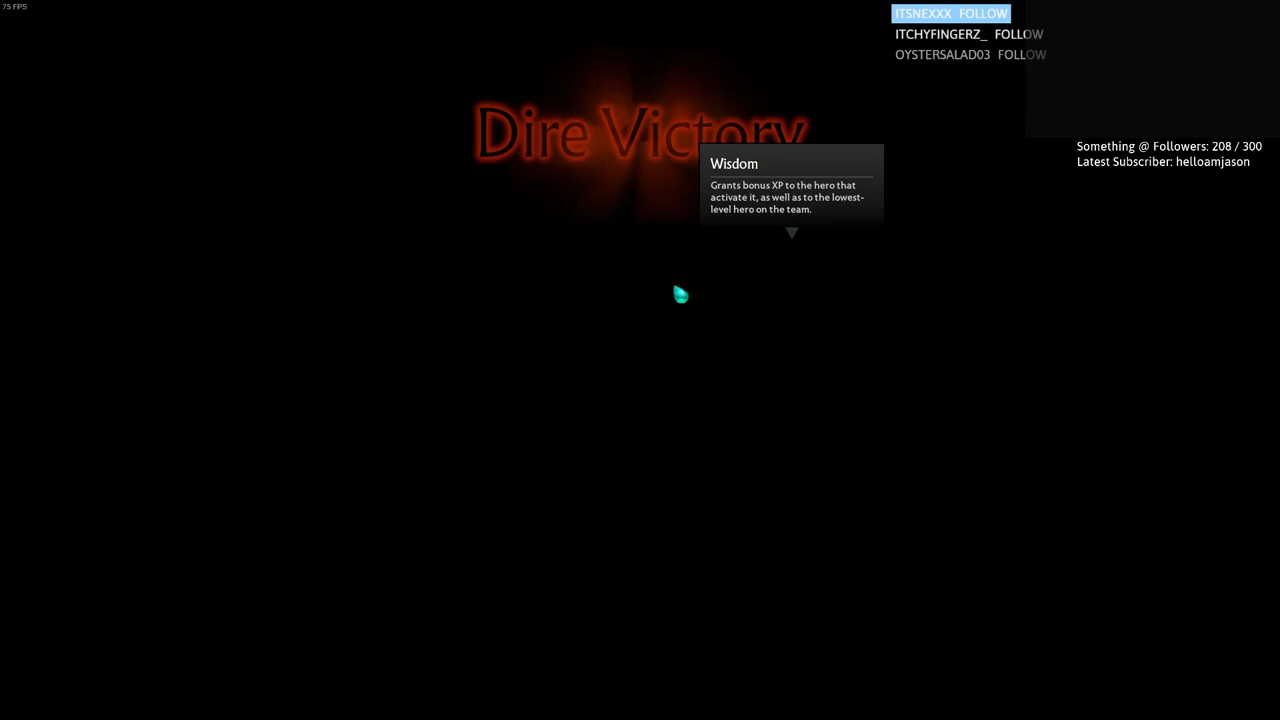 75 FPS
ITSNEXXX FOLLOW
ITCHYFINGERZ_ FOLLOW
OYSTERSALAD03 FOLLOW
Dire Victory
Something @ Followers: 208 / 300
Latest Subscriber: helloamjason
Wisdom
Grants bonus XP to the hero that
activate it, as well as to the lowest-
level hero on the team.